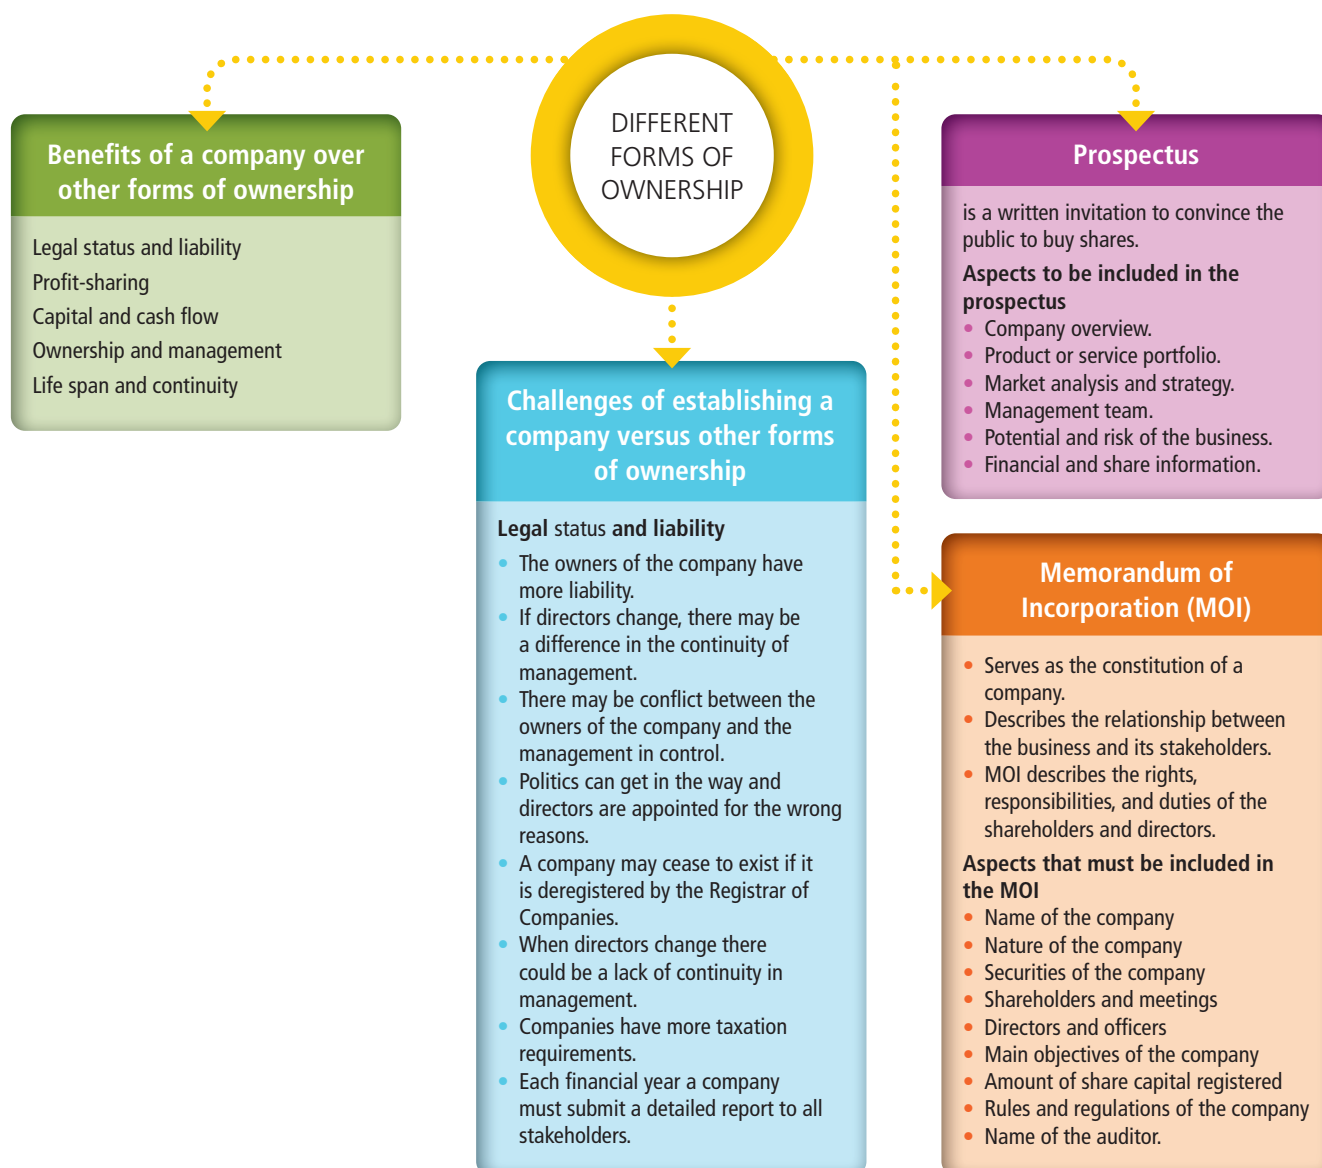 DIFFERENT
FORMS OF
OWNERSHIP
Benefits of a company over
other forms of ownership
Legal status and liability
Profit-sharing
Capital and cash flow
Ownership and management
Life span and continuity
Challenges of establishing a
company versus other forms
of ownership
Legal status and liability
• The owners of the company have
more liability.
• If directors change, there may be
a difference in the continuity of
management.
• There may be conflict between the
owners of the company and the
management in control.
• Politics can get in the way and
directors are appointed for the wrong
reasons.
• A company may cease to exist if it
is deregistered by the Registrar of
Companies.
• When directors change there
could be a lack of continuity in
management.
• Companies have more taxation
requirements.
• Each financial year a company
must submit a detailed report to all
stakeholders.
Prospectus
is a written invitation to convince the
public to buy shares.
Aspects to be included in the
prospectus
• Company overview.
• Product or service portfolio.
• Market analysis and strategy.
• Management team.
• Potential and risk of the business.
• Financial and share information.
Memorandum of
Incorporation (MOI)
• Serves as the constitution of a
company.
• Describes the relationship between
the business and its stakeholders.
• MOI describes the rights,
responsibilities, and duties of the
shareholders and directors.
Aspects that must be included in
the MOI
• Name of the company
• Nature of the company
• Securities of the company
• Shareholders and meetings
• Directors and officers
• Main objectives of the company
• Amount of share capital registered
• Rules and regulations of the company
• Name of the auditor.